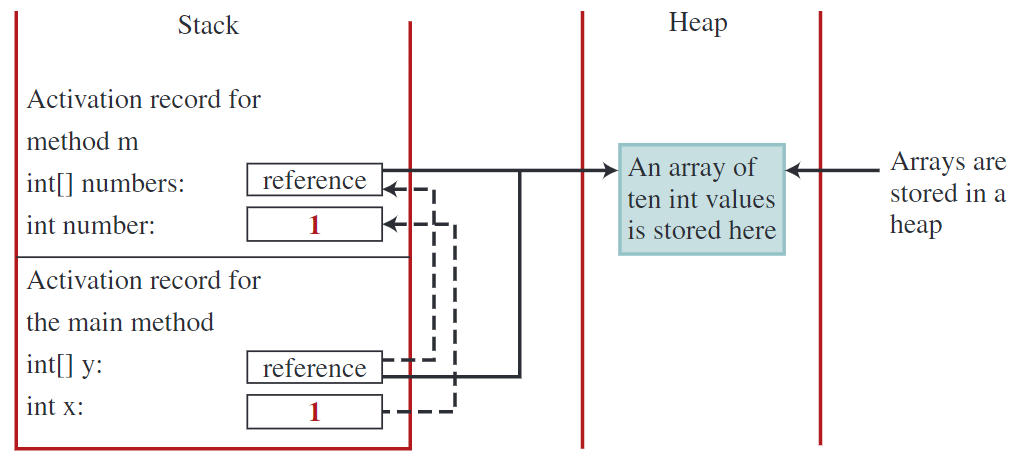 Stack
Heap
Activation record for
method m
int[] numbers:
reference
int number:
1
An array of
ten int values
is stored here
Arrays are
stored in a
heap
Activation record for
the main method
int[] y:
reference
int x:
1